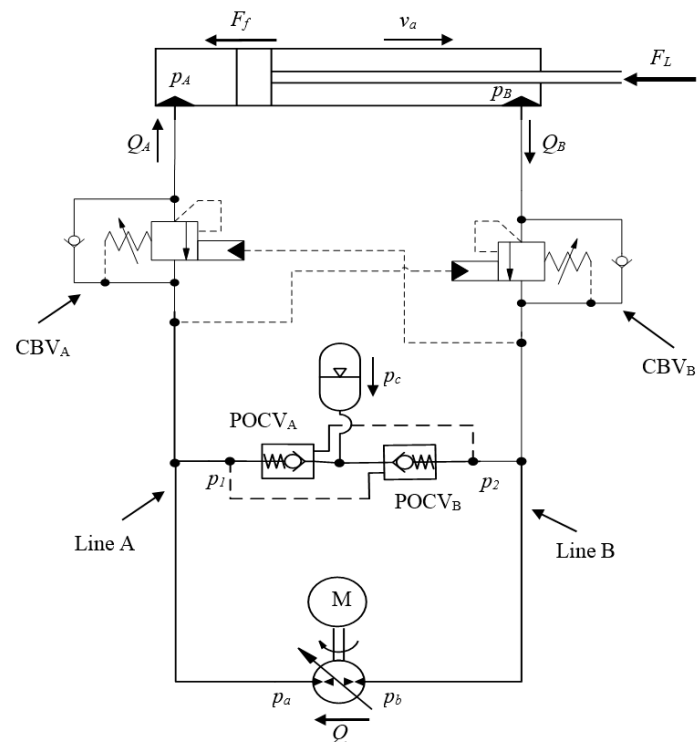 F_f
v_a
F_L
p_A
p_B
Q_A
Q_B
CBV_A
CBV_B
p_c
POCV_A
p_1
p_2
POCV_B
Line A
Line B
M
p_a
p_b
Q